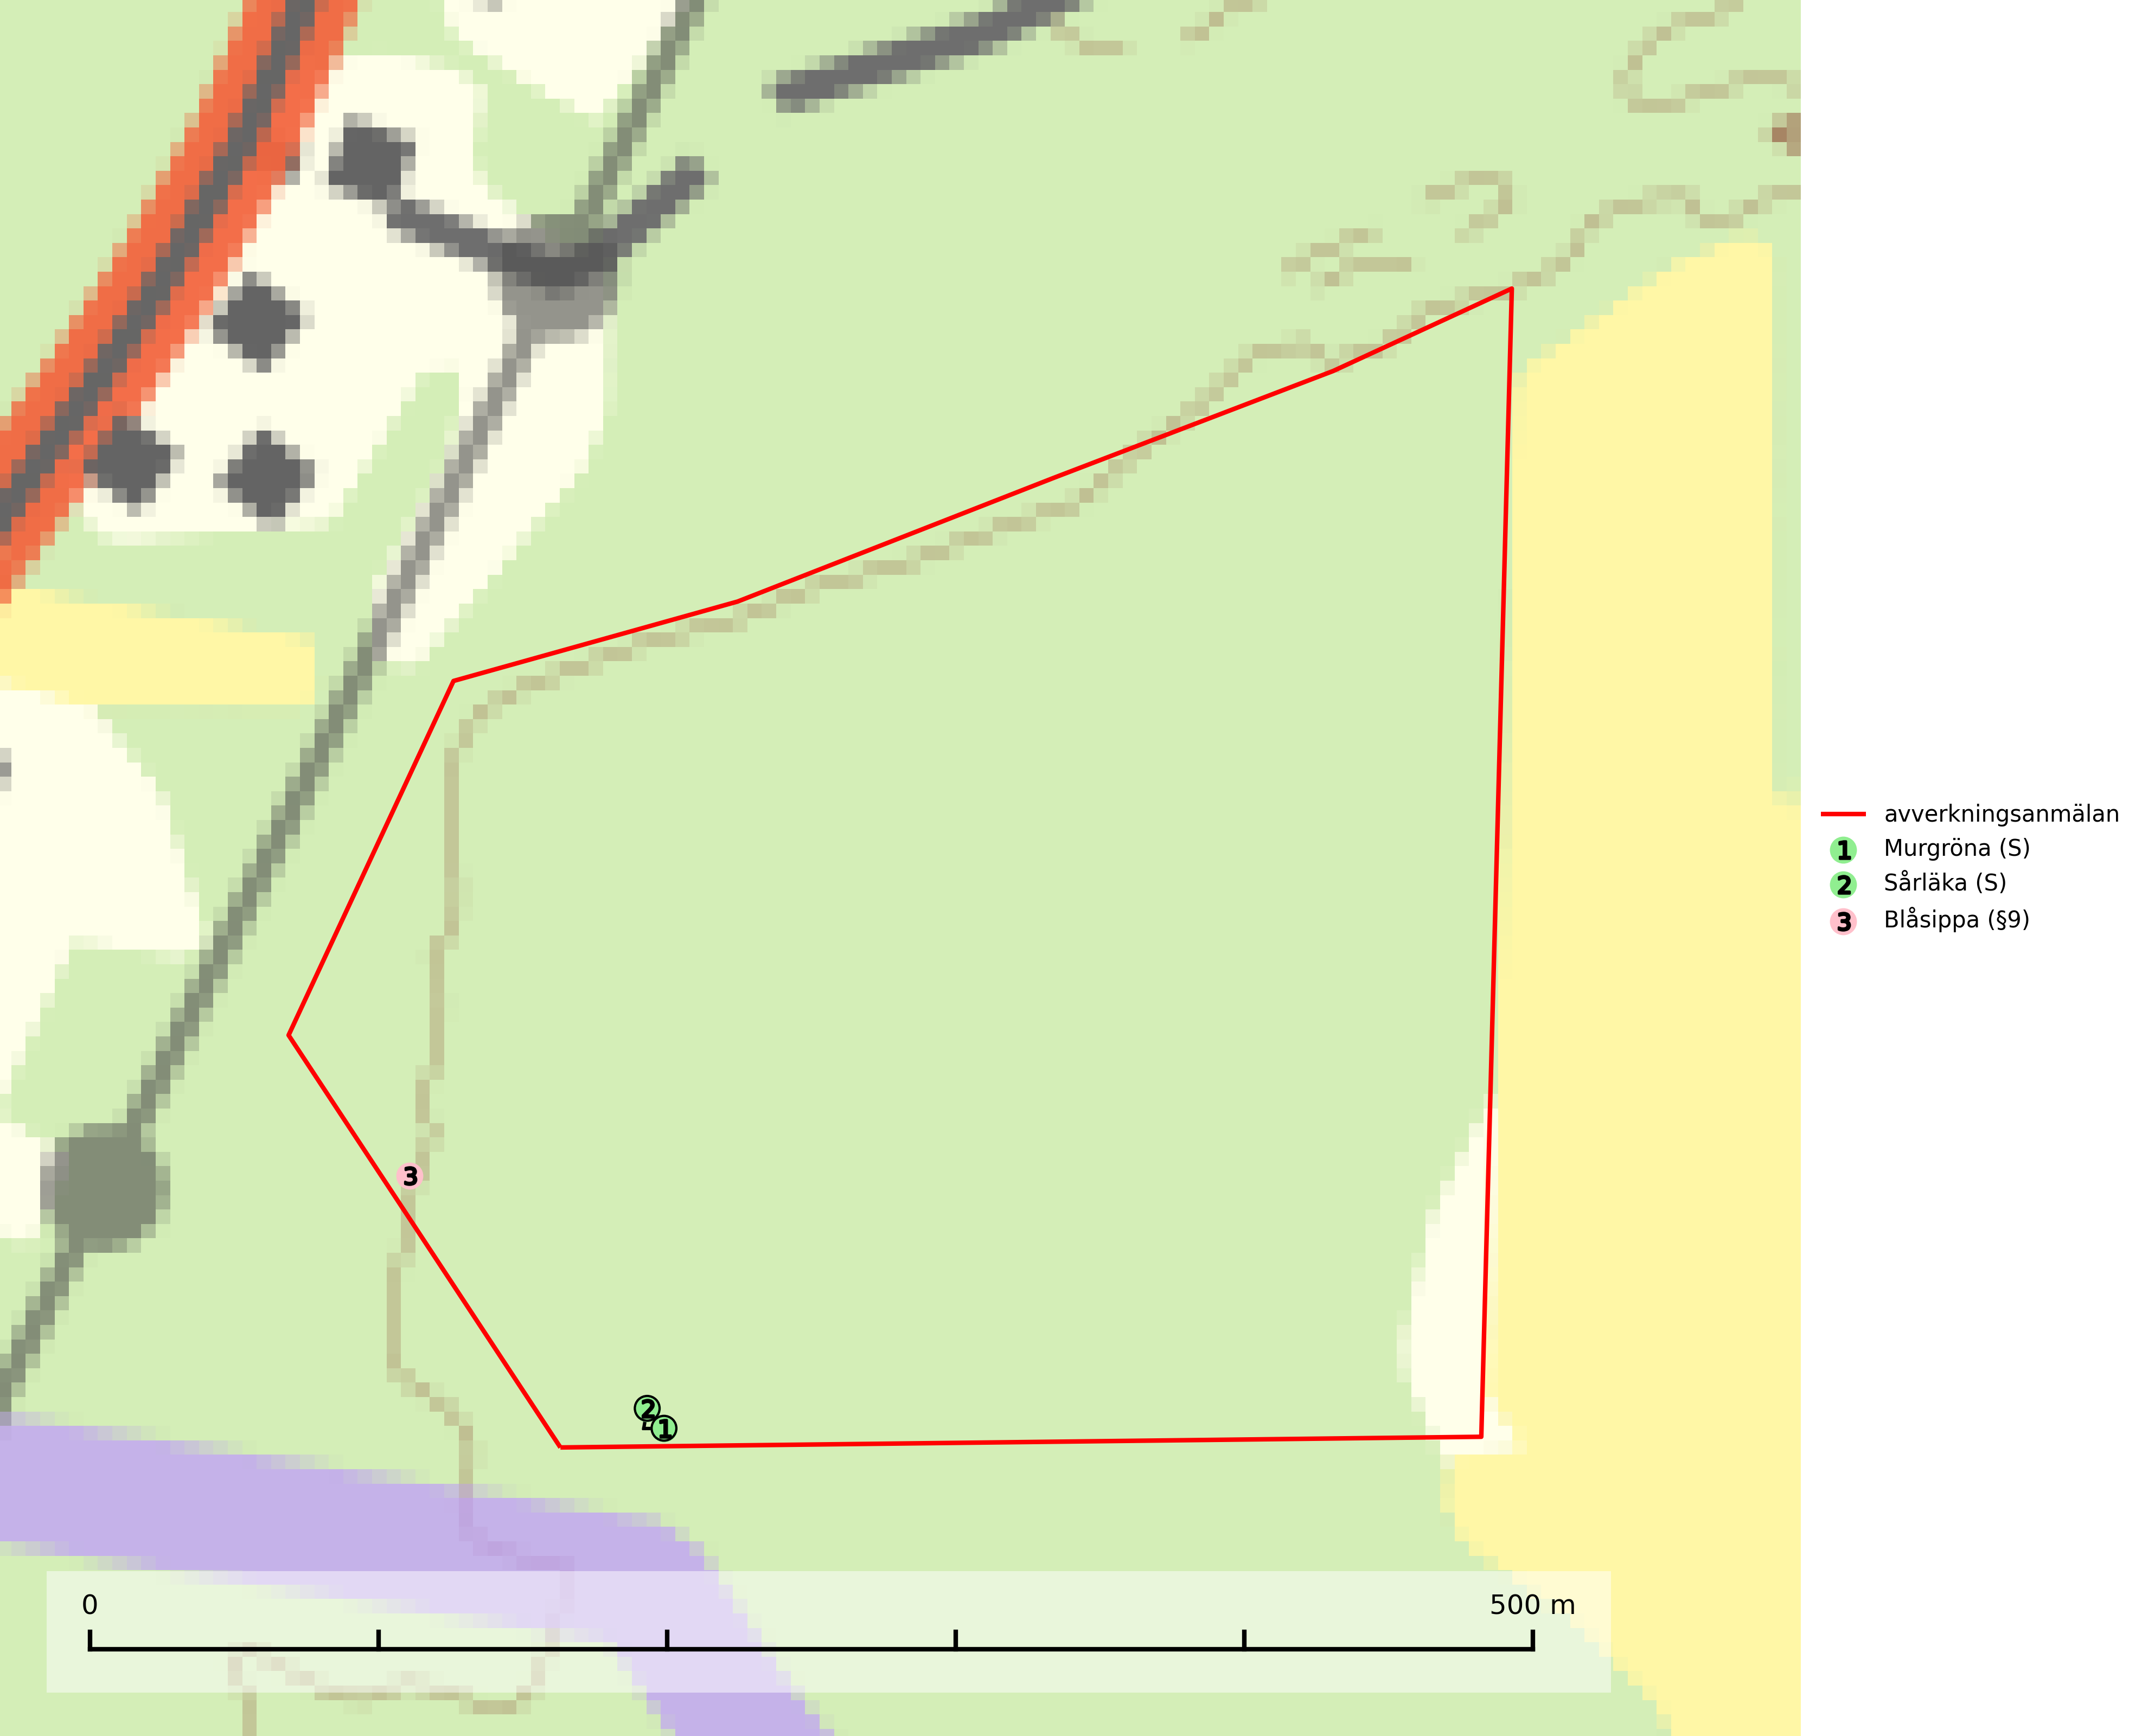 avverkningsanmälan
1 Murgröna (S)
2 Sårläka (S)
3 Blåsippa (§9)
3
2
1
0 500 m